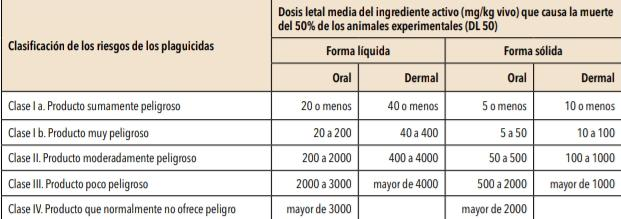 Clasificación de los riesgos de los plaguicidas
Dosis letal media del ingrediente activo (mg/kg vivo) que causa la muerte
del 50% de los animales experimentales (DL 50)
Forma líquida Forma sólida
Oral Dermal Oral Dermal
Clase I a. Producto sumamente peligroso 20 o menos 40 o menos 5 o menos 10 o menos
Clase I b. Producto muy peligroso 20 a 200 40 a 400 5 a 50 10 a 100
Clase II. Producto moderadamente peligroso 200 a 2000 400 a 4000 50 a 500 100 a 1000
Clase III. Producto poco peligroso 2000 a 3000 mayor de 4000 500 a 2000 mayor de 1000
Clase IV. Producto que normalmente no ofrece peligro mayor de 3000 mayor de 2000